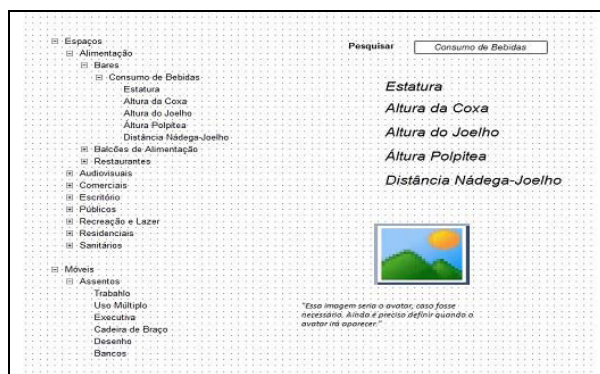 Espaços
Alimentação
Bares
Consumo de Bebidas
Estatura
Altura da Coxa
Altura do Joelho
Áltura Polpítea
Distância Nádega-Joelho
Balcões de Alimentação
Restaurantes
Audiovisuais
Comerciais
Escritório
Públicos
Recreação e Lazer
Residenciais
Sanitários
Móveis
Assentos
Trabahlo
Uso Múltiplo
Executiva
Cadeira de Braço
Desenho
Bancos
Pesquisar
Consumo de Bebidas
Estatura
Altura da Coxa
Altura do Joelho
Áltura Polpítea
Distância Nádega-Joelho
"Essa imagem seria o avatar, caso fosse
necessário. Ainda é preciso definir quando o
avatar irá aparecer."